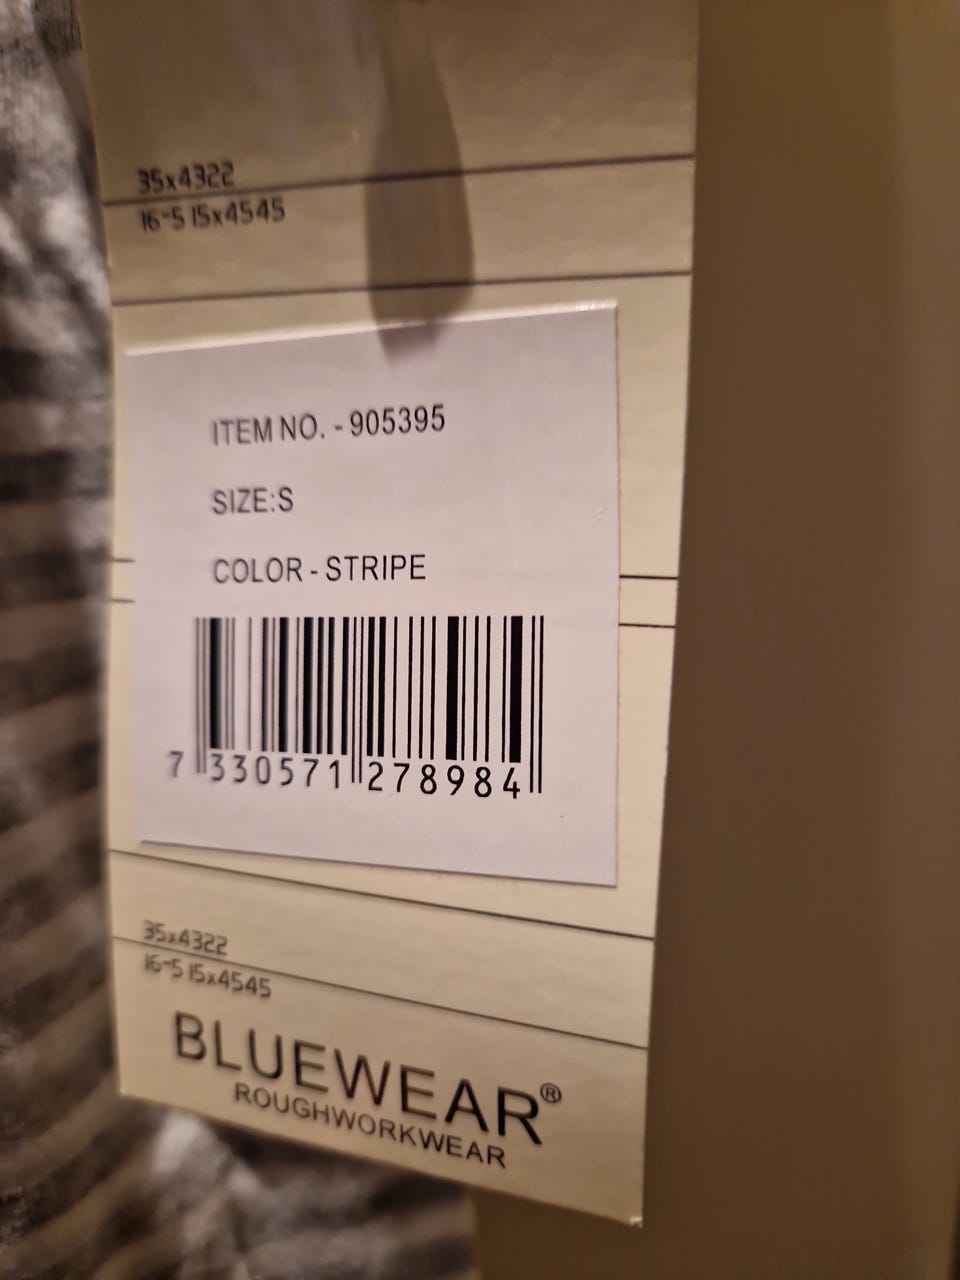 35x4322
16-5 15x4545
ITEM NO. - 905395
SIZE:S
COLOR - STRIPE
7 330571 278984
35x4322
16-5 15x4545
BLUEWEAR®
ROUGHWORKWEAR